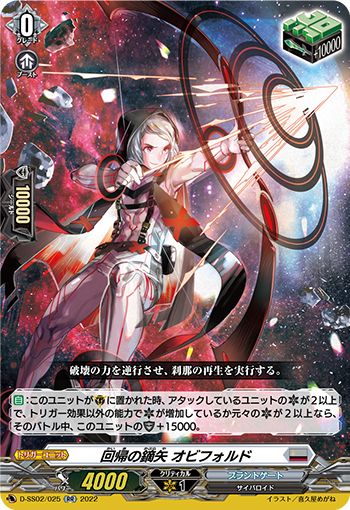 0
グレード
+10000
ブースト
10000
シールド
破壊の力を逆行させ、刹那の再生を実行する。
自:このユニットがGに置かれた時、アタックしているユニットの☆が2以上で、トリガー効果以外の能力で☆が増加しているか元々の☆が2以上なら、そのバトル中、このユニットの+15000。
トリガーユニット
回帰の鏑矢 オビフォルド
パワー
4000
クリティカル
1
ブラントゲート
サイバロイド
D-SS02/025 RR 2022
イラスト/喜久屋めがね